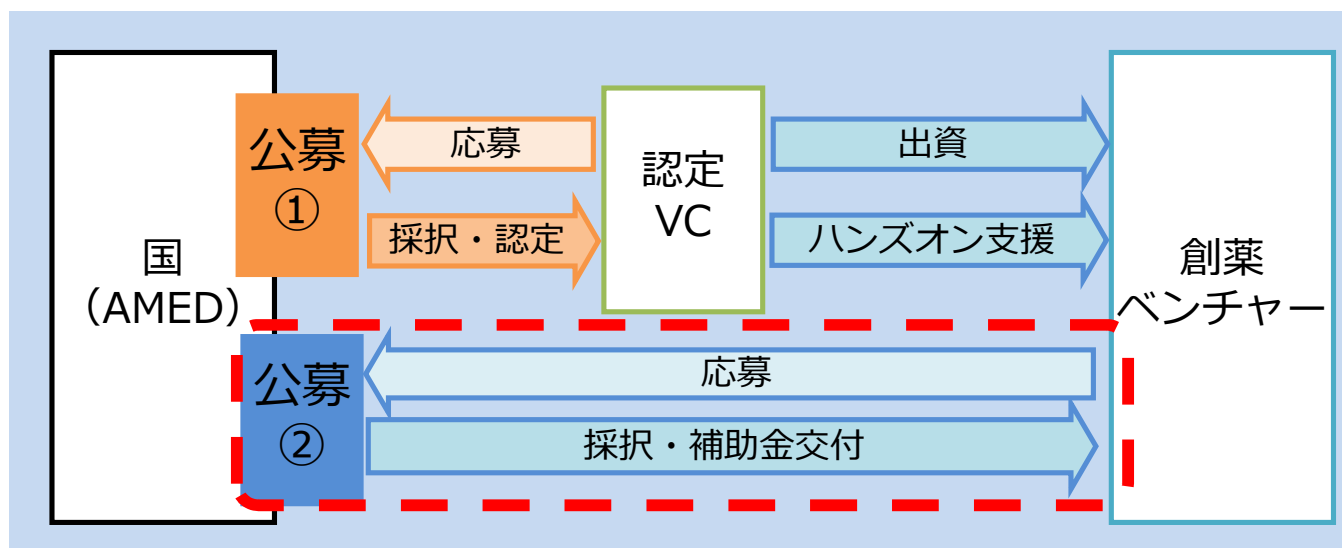 国
（AMED）
公募
①
応募
採択・認定
認定
VC
出資
ハンズオン支援
創薬
ベンチャー
公募
②
応募
採択・補助金交付